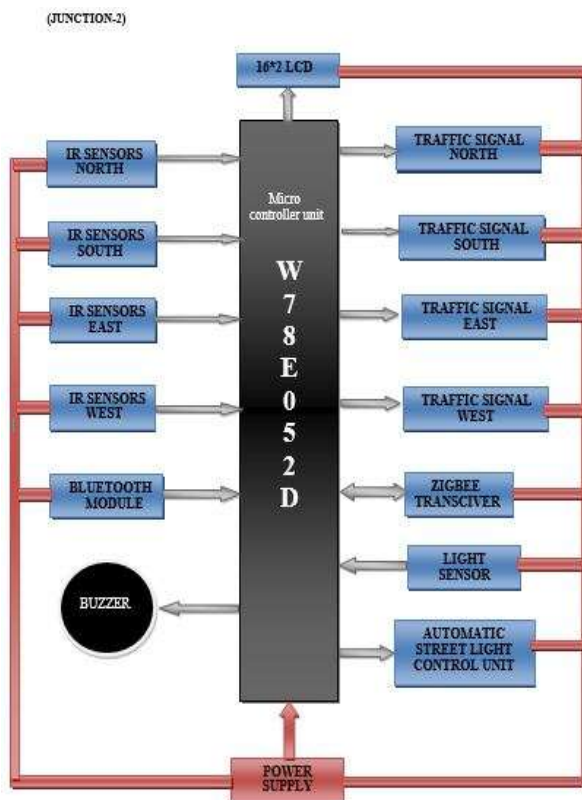 (JUNCTION-2)
16*2 LCD
IR SENSORS
NORTH
IR SENSORS
SOUTH
IR SENSORS
EAST
IR SENSORS
WEST
BLUETOOTH
MODULE
BUZZER
Micro
controller unit
W
7
8
E
0
5
2
D
TRAFFIC SIGNAL
NORTH
TRAFFIC SIGNAL
SOUTH
TRAFFIC SIGNAL
EAST
TRAFFIC SIGNAL
WEST
ZIGBEE
TRANSCIVER
LIGHT
SENSOR
AUTOMATIC
STREET LIGHT
CONTROL UNIT
POWER
SUPPLY